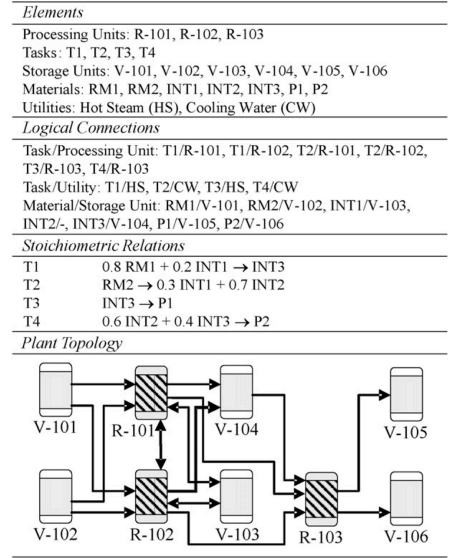 Elements
Processing Units: R-101, R-102, R-103
Tasks: T1, T2, T3, T4
Storage Units: V-101, V-102, V-103, V-104, V-105, V-106
Materials: RM1, RM2, INT1, INT2, INT3, P1, P2
Utilities: Hot Steam (HS), Cooling Water (CW)
Logical Connections
Task/Processing Unit: T1/R-101, T1/R-102, T2/R-101, T2/R-102,
T3/R-103, T4/R-103
Task/Utility: T1/HS, T2/CW, T3/HS, T4/CW
Material/Storage Unit: RM1/V-101, RM2/V-102, INT1/V-103,
INT2/-, INT3/V-104, P1/V-105, P2/V-106
Stoichiometric Relations
T1 0.8 RM1 + 0.2 INT1 → INT3
T2 RM2 → 0.3 INT1 + 0.7 INT2
T3 INT3 → P1
T4 0.6 INT2 + 0.4 INT3 → P2
Plant Topology
V-101 R-101 V-104 V-105
V-102 R-102 V-103 R-103 V-106